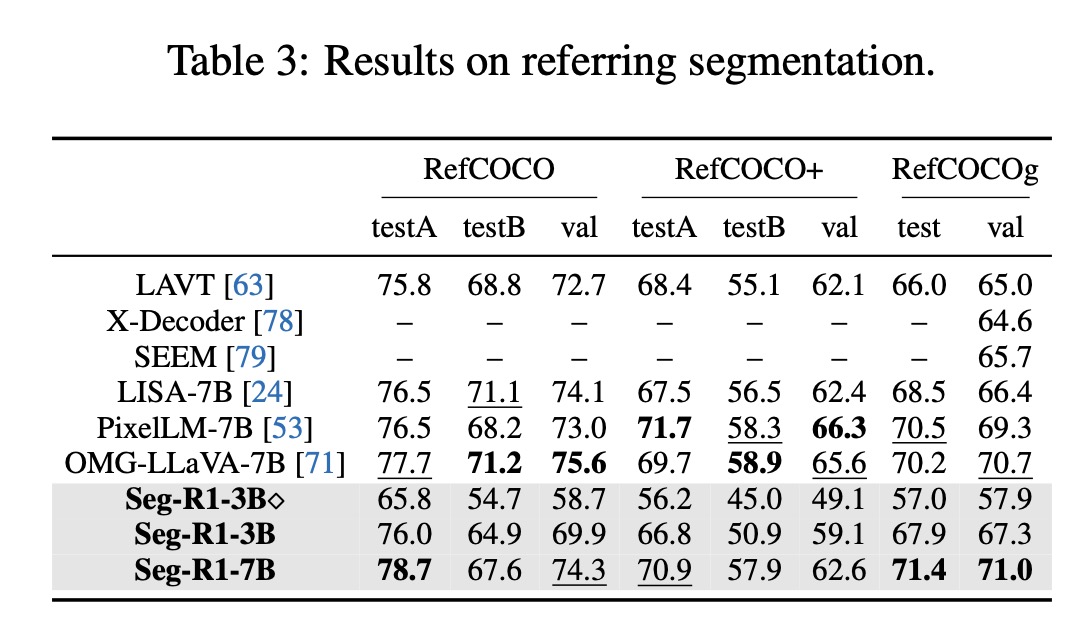 Table 3: Results on referring segmentation.
RefCOCO RefCOCO+ RefCOCOg
testA testB val testA testB val test val
LAVT [63] 75.8 68.8 72.7 68.4 55.1 62.1 66.0 65.0
X-Decoder [78] – – – – – – – 64.6
SEEM [79] – – – – – – – 65.7
LISA-7B [24] 76.5 71.1 74.1 67.5 56.5 62.4 68.5 66.4
PixelLM-7B [53] 76.5 68.2 73.0 71.7 58.3 66.3 70.5 69.3
OMG-LLaVA-7B [71] 77.7 71.2 75.6 69.7 58.9 65.6 70.2 70.7
Seg-R1-3B◇ 65.8 54.7 58.7 56.2 45.0 49.1 57.0 57.9
Seg-R1-3B 76.0 64.9 69.9 66.8 50.9 59.1 67.9 67.3
Seg-R1-7B 78.7 67.6 74.3 70.9 57.9 62.6 71.4 71.0